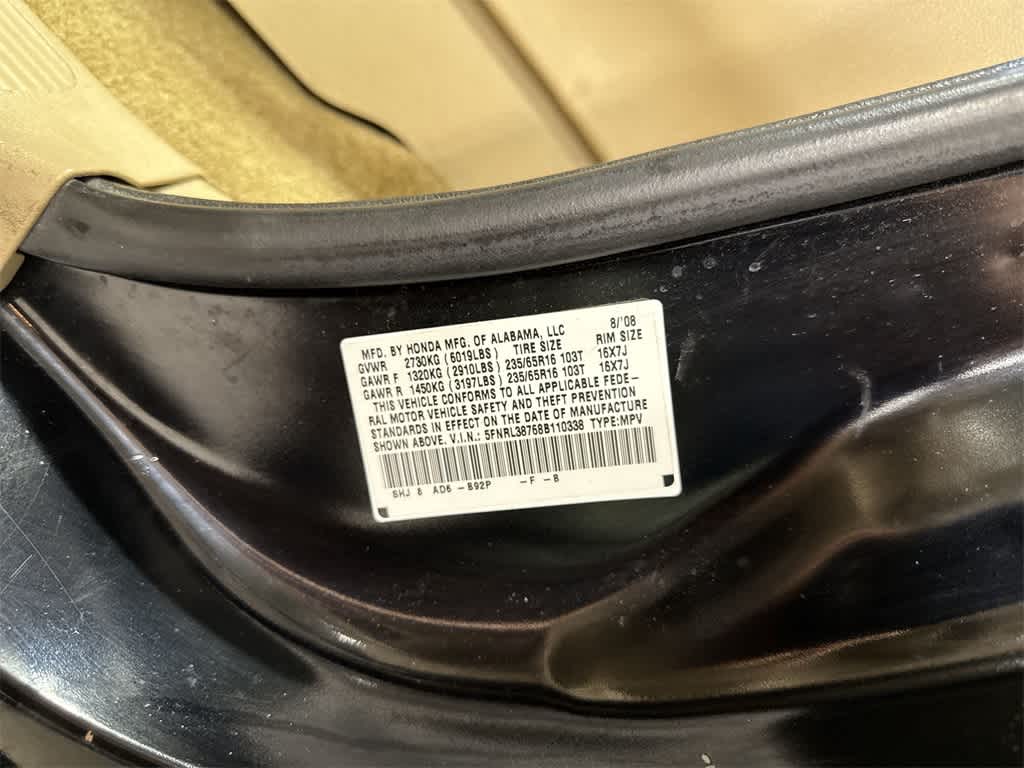 MFD. BY HONDA MFG. OF ALABAMA, LLC 8/'08
GVWR 2730KG (6019LBS) TIRE SIZE RIM SIZE
GAWR F 1320KG (2910LBS) 235/65R16 103T 16X7J
GAWR R 1450KG (3197LBS) 235/65R16 103T 16X7J
THIS VEHICLE CONFORMS TO ALL APPLICABLE FEDE-
RAL MOTOR VEHICLE SAFETY AND THEFT PREVENTION
STANDARDS IN EFFECT ON THE DATE OF MANUFACTURE
SHOWN ABOVE. V.I.N.: 5FNRL38768B110338 TYPE:MPV
SHJ 8 AD6 -B92P -F -B